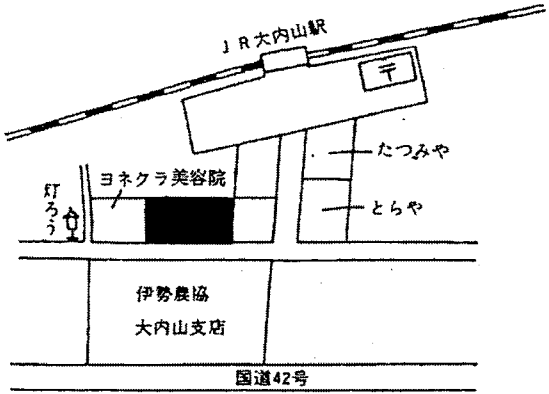 JR大内山駅
〒
たつみや
ヨネクラ美容院
とらや
灯ろう
伊勢農協
大内山支店
国道42号